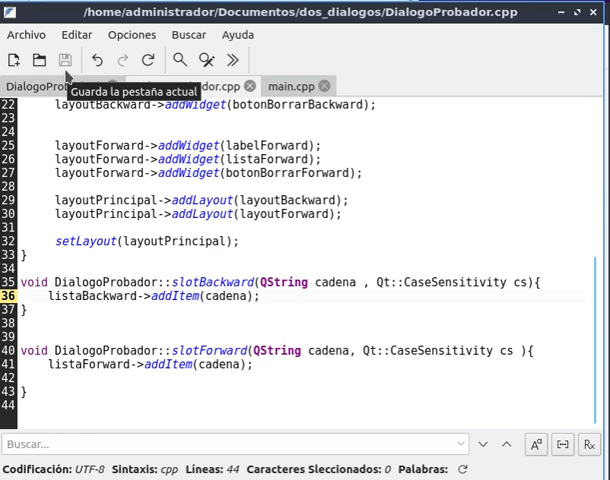 /home/administrador/Documentos/dos_dialogos/DialogoProbador.cpp
Archivo Editar Opciones Buscar Ayuda
Guarda la pestaña actual
DialogoProb dor.cpp main.cpp
22 layoutBackward->addWidget(botonBorrarBackward);
23
24
25 layoutForward->addWidget(labelForward);
26 layoutForward->addWidget(listaForward);
27 layoutForward->addWidget(botonBorrarForward);
28
29 layoutPrincipal->addLayout(layoutBackward);
30 layoutPrincipal->addLayout(layoutForward);
31
32 setLayout(layoutPrincipal);
33 }
34
35 void DialogoProbador::slotBackward(QString cadena , Qt::CaseSensitivity cs){
36 listaBackward->addItem(cadena);
37 }
38
39
40 void DialogoProbador::slotForward(QString cadena, Qt::CaseSensitivity cs ){
41 listaForward->addItem(cadena);
42
43 }
44
Buscar...
Codificación: UTF-8 Sintaxis: cpp Líneas: 44 Caracteres Sleccionados: 0 Palabras: